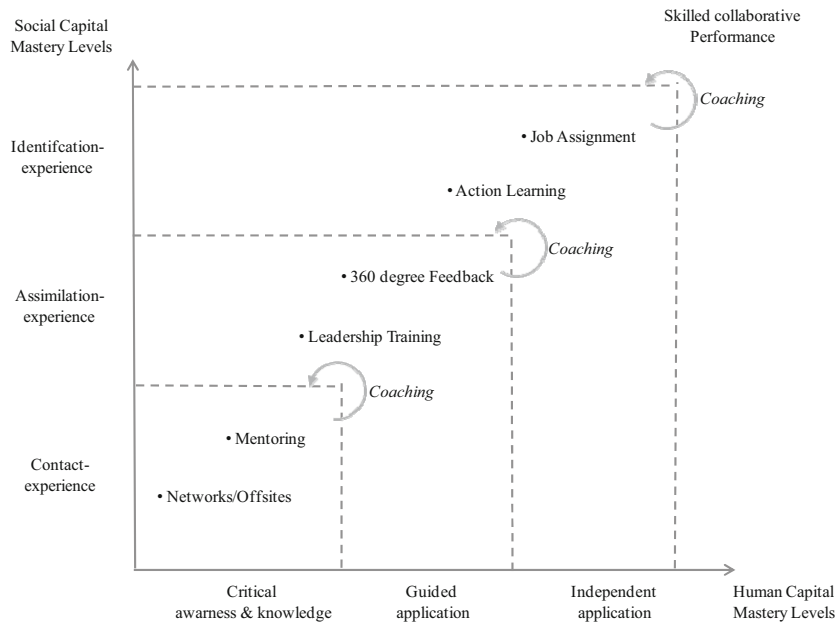 Social Capital
Mastery Levels
Skilled collaborative
Performance
Coaching
• Job Assignment
Identifcation-
experience
• Action Learning
Coaching
• 360 degree Feedback
Assimilation-
experience
• Leadership Training
Coaching
• Mentoring
Contact-
experience
• Networks/Offsites
Critical
awarness & knowledge
Guided
application
Independent
application
Human Capital
Mastery Levels